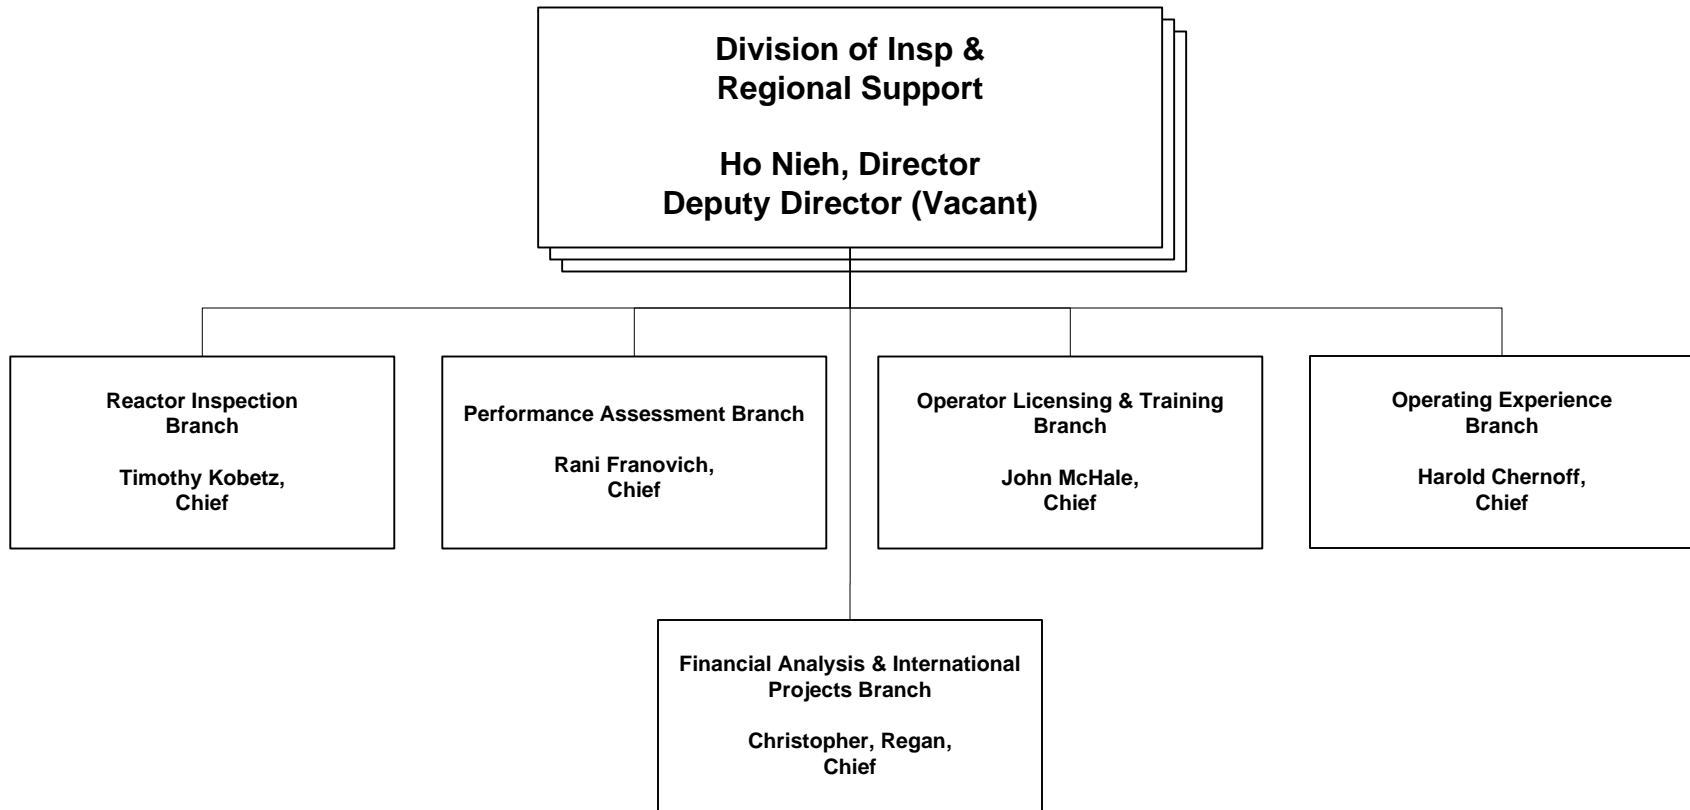 Division of Insp &
Regional Support
Ho Nieh, Director
Deputy Director (Vacant)
Reactor Inspection
Branch
Timothy Kobetz,
Chief
Performance Assessment Branch
Rani Franovich,
Chief
Operator Licensing & Training
Branch
John McHale,
Chief
Operating Experience
Branch
Harold Chernoff,
Chief
Financial Analysis & International
Projects Branch
Christopher, Regan,
Chief